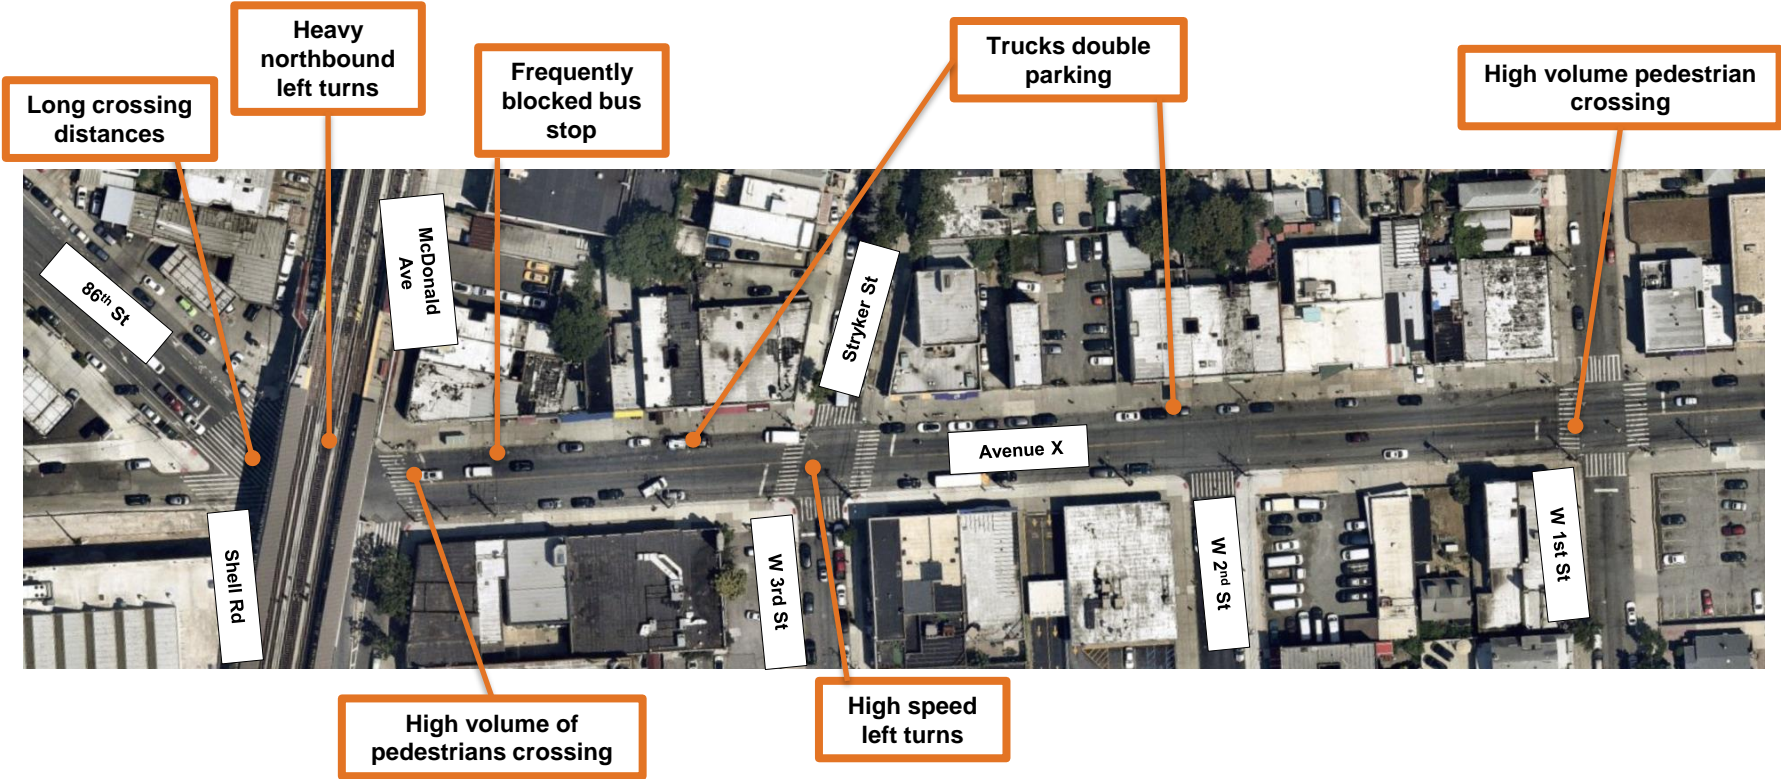 Heavy
northbound
left turns
Trucks double
parking
Frequently
blocked bus
stop
High volume pedestrian
crossing
Long crossing
distances
McDonald
Ave
86th St
Stryker St
Avenue X
Shell Rd
W 3rd St
W 2nd St
W 1st St
High volume of
pedestrians crossing
High speed
left turns